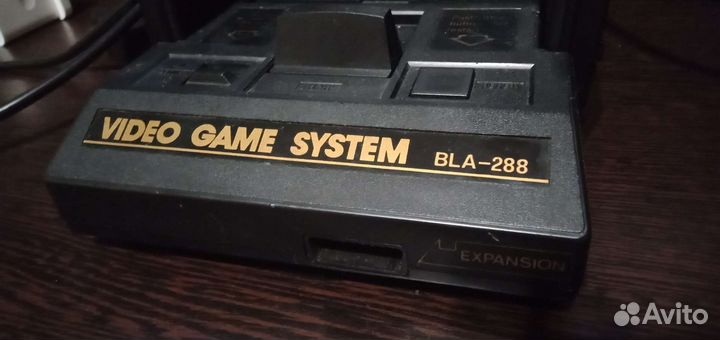 VIDEO GAME SYSTEM BLA-288
EXPANSION
Avito